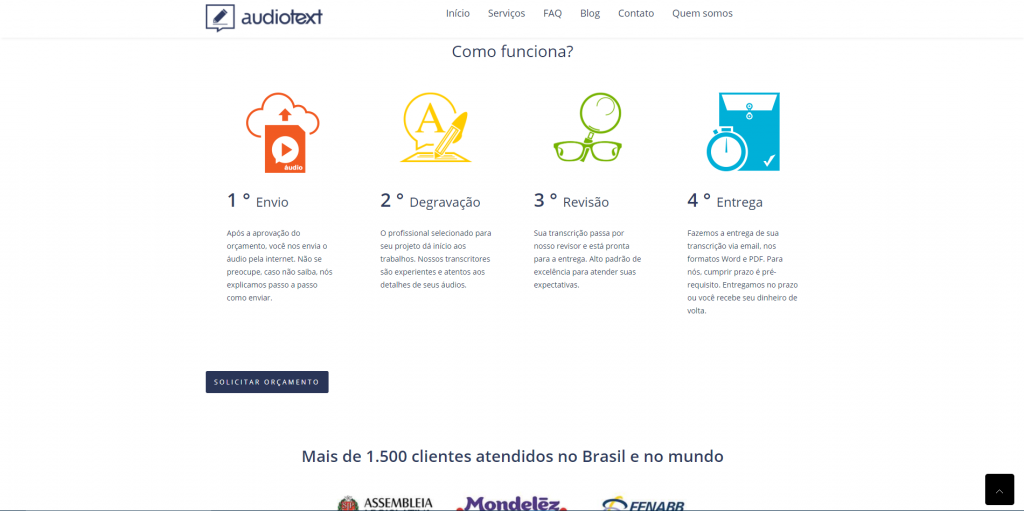 audiotext
Início Serviços FAQ Blog Contato Quem somos
Como funciona?
áudio
A
1 ° Envio
Após a aprovação do
orçamento, você nos envia o
áudio pela internet. Não se
preocupe, caso não saiba, nós
explicamos passo a passo
como enviar.
2 ° Degravação
O profissional selecionado para
seu projeto dá início aos
trabalhos. Nossos transcritores
são experientes e atentos aos
detalhes de seus áudios.
3 ° Revisão
Sua transcrição passa por
nosso revisor e está pronta
para a entrega. Alto padrão de
excelência para atender suas
expectativas.
4 ° Entrega
Fazemos a entrega de sua
transcrição via email, nos
formatos Word e PDF. Para
nós, cumprir prazo é pré-
requisito. Entregamos no prazo
ou você recebe seu dinheiro de
volta.
SOLICITAR ORÇAMENTO
Mais de 1.500 clientes atendidos no Brasil e no mundo
ASSEMBLEIA
Mondelēz
FENABB